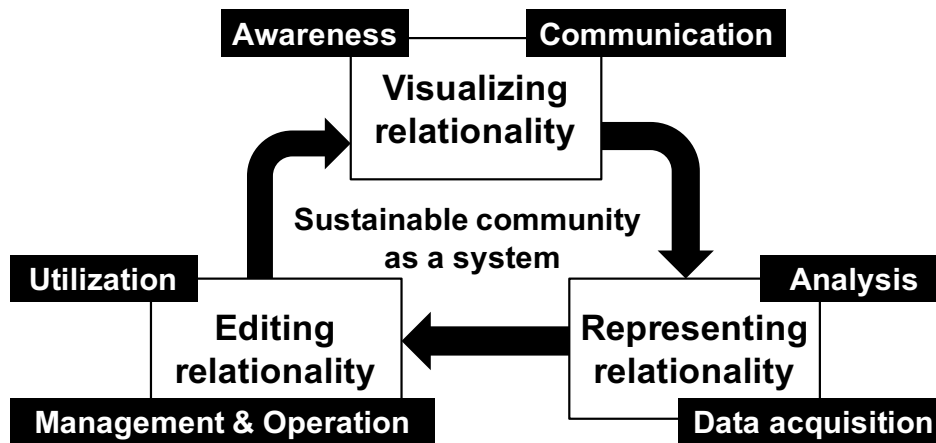 Awareness
Communication
Visualizing
relationality
Sustainable community
as a system
Utilization
Analysis
Editing
relationality
Representing
relationality
Management & Operation
Data acquisition